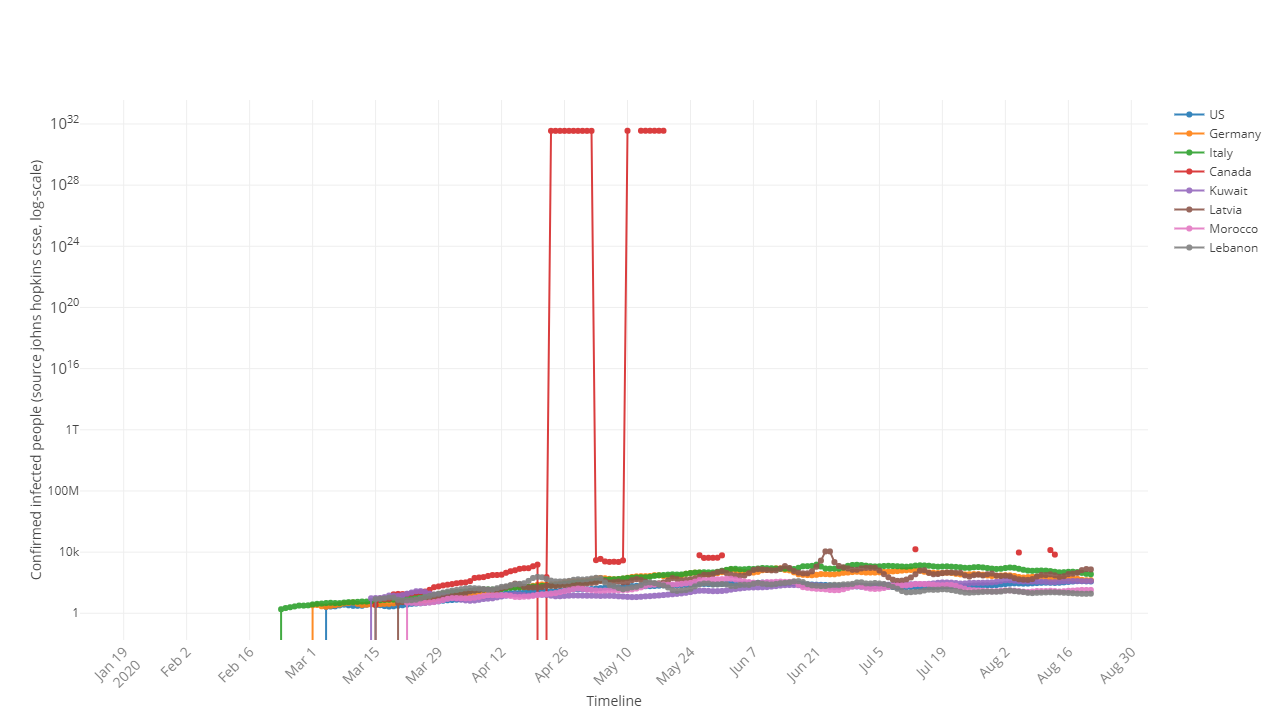 10^32
10^28
10^24
10^20
10^16
1T
100M
10k
1
Confirmed infected people (source johns hopkins csse, log-scale)
Jan 19
2020
Feb 2
Feb 16
Mar 1
Mar 15
Mar 29
Apr 12
Apr 26
May 10
May 24
Jun 7
Jun 21
Jul 5
Jul 19
Aug 2
Aug 16
Aug 30
Timeline
US
Germany
Italy
Canada
Kuwait
Latvia
Morocco
Lebanon